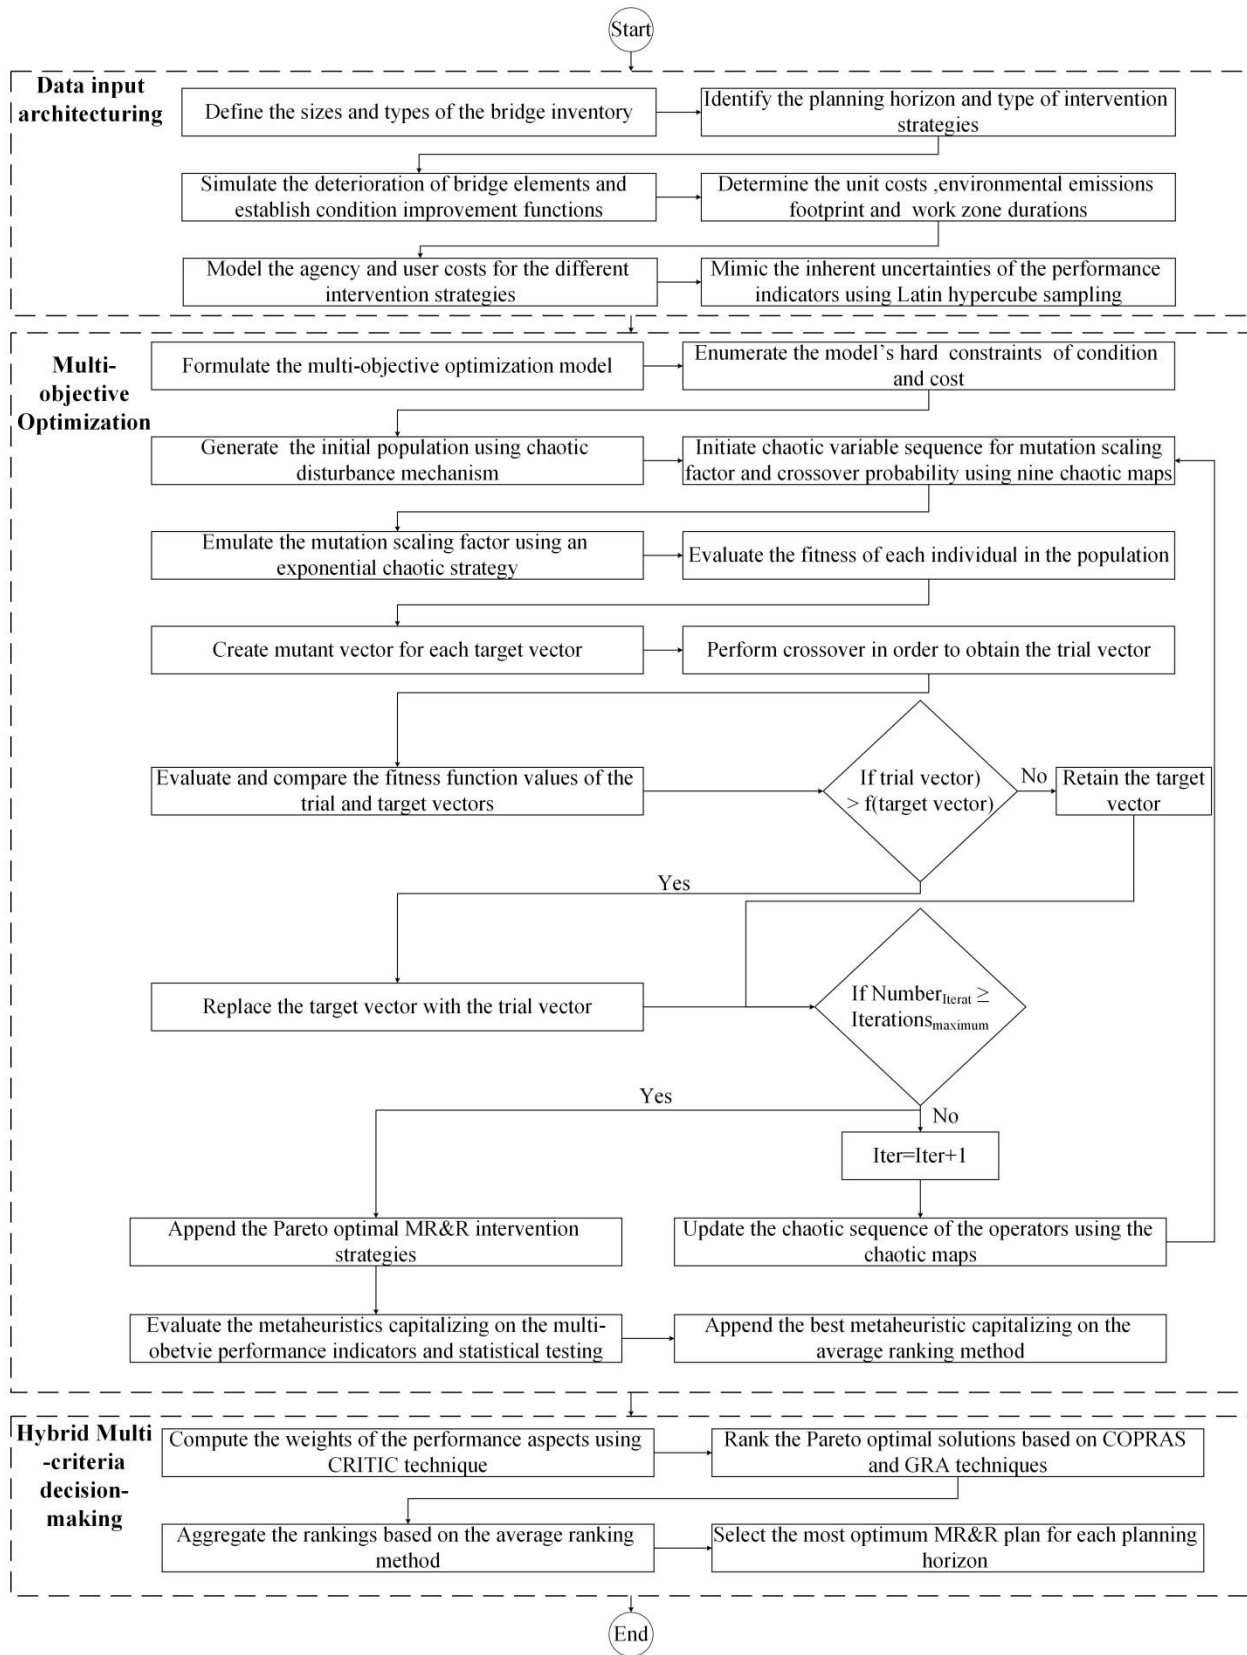 Start
Data input
architecturing
Define the sizes and types of the bridge inventory
Identify the planning horizon and type of intervention
strategies
Simulate the deterioration of bridge elements and
establish condition improvement functions
Determine the unit costs ,environmental emissions
footprint and work zone durations
Model the agency and user costs for the different
intervention strategies
Mimic the inherent uncertainties of the performance
indicators using Latin hypercube sampling
Multi-
objective
Optimization
Formulate the multi-objective optimization model
Enumerate the model's hard constraints of condition
and cost
Generate the initial population using chaotic
disturbance mechanism
Initiate chaotic variable sequence for mutation scaling
factor and crossover probability using nine chaotic maps
Emulate the mutation scaling factor using an
exponential chaotic strategy
Evaluate the fitness of each individual in the population
Create mutant vector for each target vector
Perform crossover in order to obtain the trial vector
Evaluate and compare the fitness function values of the
trial and target vectors
If trial vector)
> f(target vector)
No
Retain the target
vector
Yes
Replace the target vector with the trial vector
If Number_Iterat ≥
Iterations_maximum
Yes
No
Iter=Iter+1
Append the Pareto optimal MR&R intervention
strategies
Update the chaotic sequence of the operators using the
chaotic maps
Evaluate the metaheuristics capitalizing on the multi-
obetvie performance indicators and statistical testing
Append the best metaheuristic capitalizing on the
average ranking method
Hybrid Multi
-criteria
decision-
making
Compute the weights of the performance aspects using
CRITIC technique
Rank the Pareto optimal solutions based on COPRAS
and GRA techniques
Aggregate the rankings based on the average ranking
method
Select the most optimum MR&R plan for each planning
horizon
End